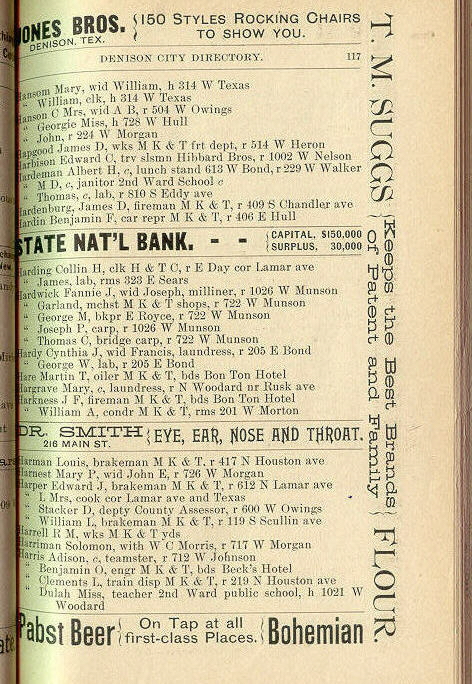 JONES BROS. { 150 STYLES ROCKING CHAIRS
DENISON, TEX. TO SHOW YOU.
DENISON CITY DIRECTORY. 117
Hansom Mary, wid William, h 314 W Texas
" William, clk, h 314 W Texas
Hanson C Mrs, wid A B, r 504 W Owings
" Georgie Miss, h 728 W Hull
" John, r 224 W Morgan
Hapgood James D, wks M K & T frt dept, r 514 W Heron
Harbison Edward C, trv slsmn Hibbard Bros, r 1002 W Nelson
Hardeman Albert H, c, lunch stand 613 W Bond, r 229 W Walker
" M D, c, janitor 2nd Ward School c
" Thomas, c, lab, r 810 S Eddy ave
Hardenburg, James D, fireman M K & T, r 409 S Chandler ave
Hardin Benjamin F, car repr M K & T, r 406 E Hull
STATE NAT'L BANK. - - { CAPITAL, $150,000
SURPLUS, 30,000
Harding Collin H, clk H & T C, r E Day cor Lamar ave
" James, lab, rms 323 E Sears
Hardwick Fannie J, wid Joseph, milliner, r 1026 W Munson
" Garland, mchst M K & T shops, r 722 W Munson
" George M, bkpr E Royce, r 722 W Munson
" Joseph P, carp, r 1026 W Munson
" Thomas C, bridge carp, r 722 W Munson
Hardy Cynthia J, wid Francis, laundress, r 205 E Bond
" George W, lab, r 205 E Bond
Hare Martin T, oiler M K & T, bds Bon Ton Hotel
Hargrave Mary, c, laundress, r N Woodard nr Rusk ave
Harkness J F, fireman M K & T, bds Bon Ton Hotel
" William A, condr M K & T, rms 201 W Morton
DR. SMITH { EYE, EAR, NOSE AND THROAT.
216 MAIN ST.
Harman Louis, brakeman M K & T, r 417 N Houston ave
Harnest Mary P, wid John E, r 726 W Morgan
Harper Edward J, brakeman M K & T, r 612 N Lamar ave
" L Mrs, cook cor Lamar ave and Texas
" Stacker D, depty County Assessor, r 600 W Owings
" William L, brakeman M K & T, r 119 S Scullin ave
Harrell R M, wks M K & T yds
Harriman Solomon, with W C Morris, r 717 W Morgan
Harris Adison, c, teamster, r 712 W Johnson
" Benjamin O, engr M K & T, bds Beck's Hotel
" Clements L, train disp M K & T, r 219 N Houston ave
" Dulah Miss, teacher 2nd Ward public school, h 1021 W
Woodard
Pabst Beer { On Tap at all
first-class Places. { Bohemian
T. M. SUGGS { Keeps the Best Brands
of Patent and Family { FLOUR.